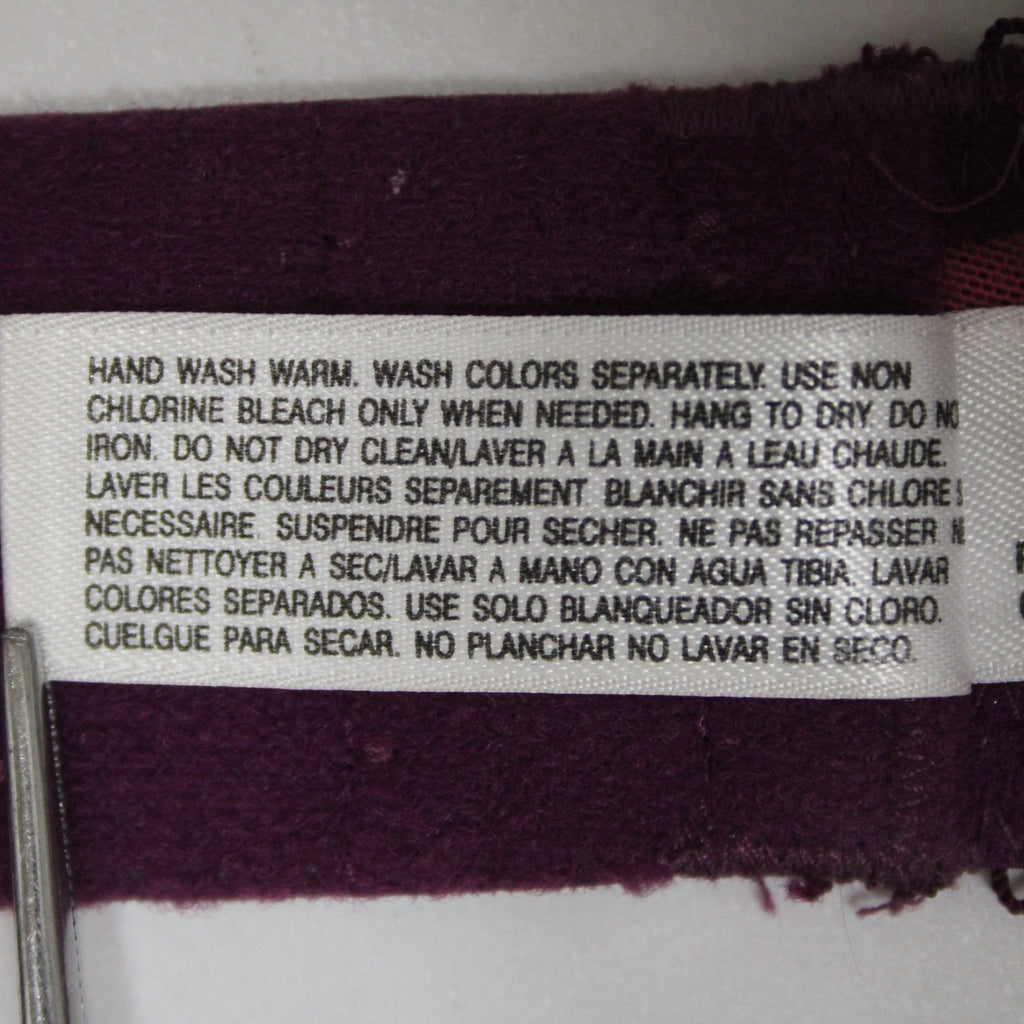 HAND WASH WARM. WASH COLORS SEPARATELY. USE NON
CHLORINE BLEACH ONLY WHEN NEEDED. HANG TO DRY. DO NO
IRON. DO NOT DRY CLEAN/LAVER A LA MAIN A LEAU CHAUDE.
LAVER LES COULEURS SEPAREMENT. BLANCHIR SANS CHLORE S
NECESSAIRE. SUSPENDRE POUR SECHER. NE PAS REPASSER NE
PAS NETTOYER A SEC/LAVAR A MANO CON AGUA TIBIA. LAVAR
COLORES SEPARADOS. USE SOLO BLANQUEADOR SIN CLORO.
CUELGUE PARA SECAR. NO PLANCHAR NO LAVAR EN SECO.